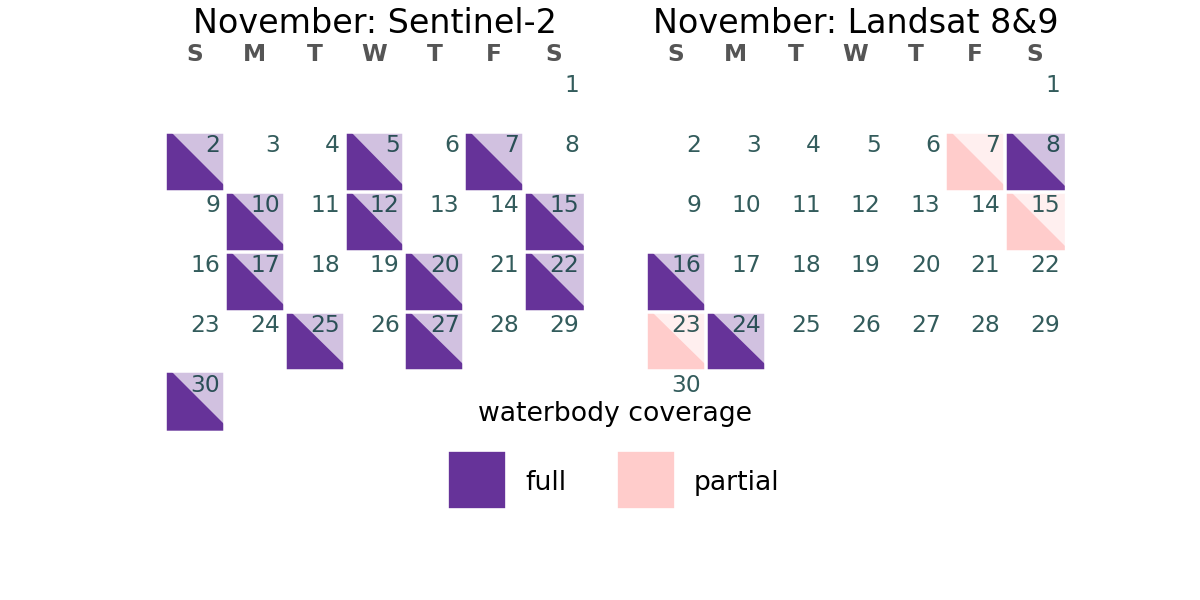 November: Sentinel-2
S M T W T F S
1
2 3 4 5 6 7 8
9 10 11 12 13 14 15
16 17 18 19 20 21 22
23 24 25 26 27 28 29
30
November: Landsat 8&9
S M T W T F S
1
2 3 4 5 6 7 8
9 10 11 12 13 14 15
16 17 18 19 20 21 22
23 24 25 26 27 28 29
30
waterbody coverage
full
partial